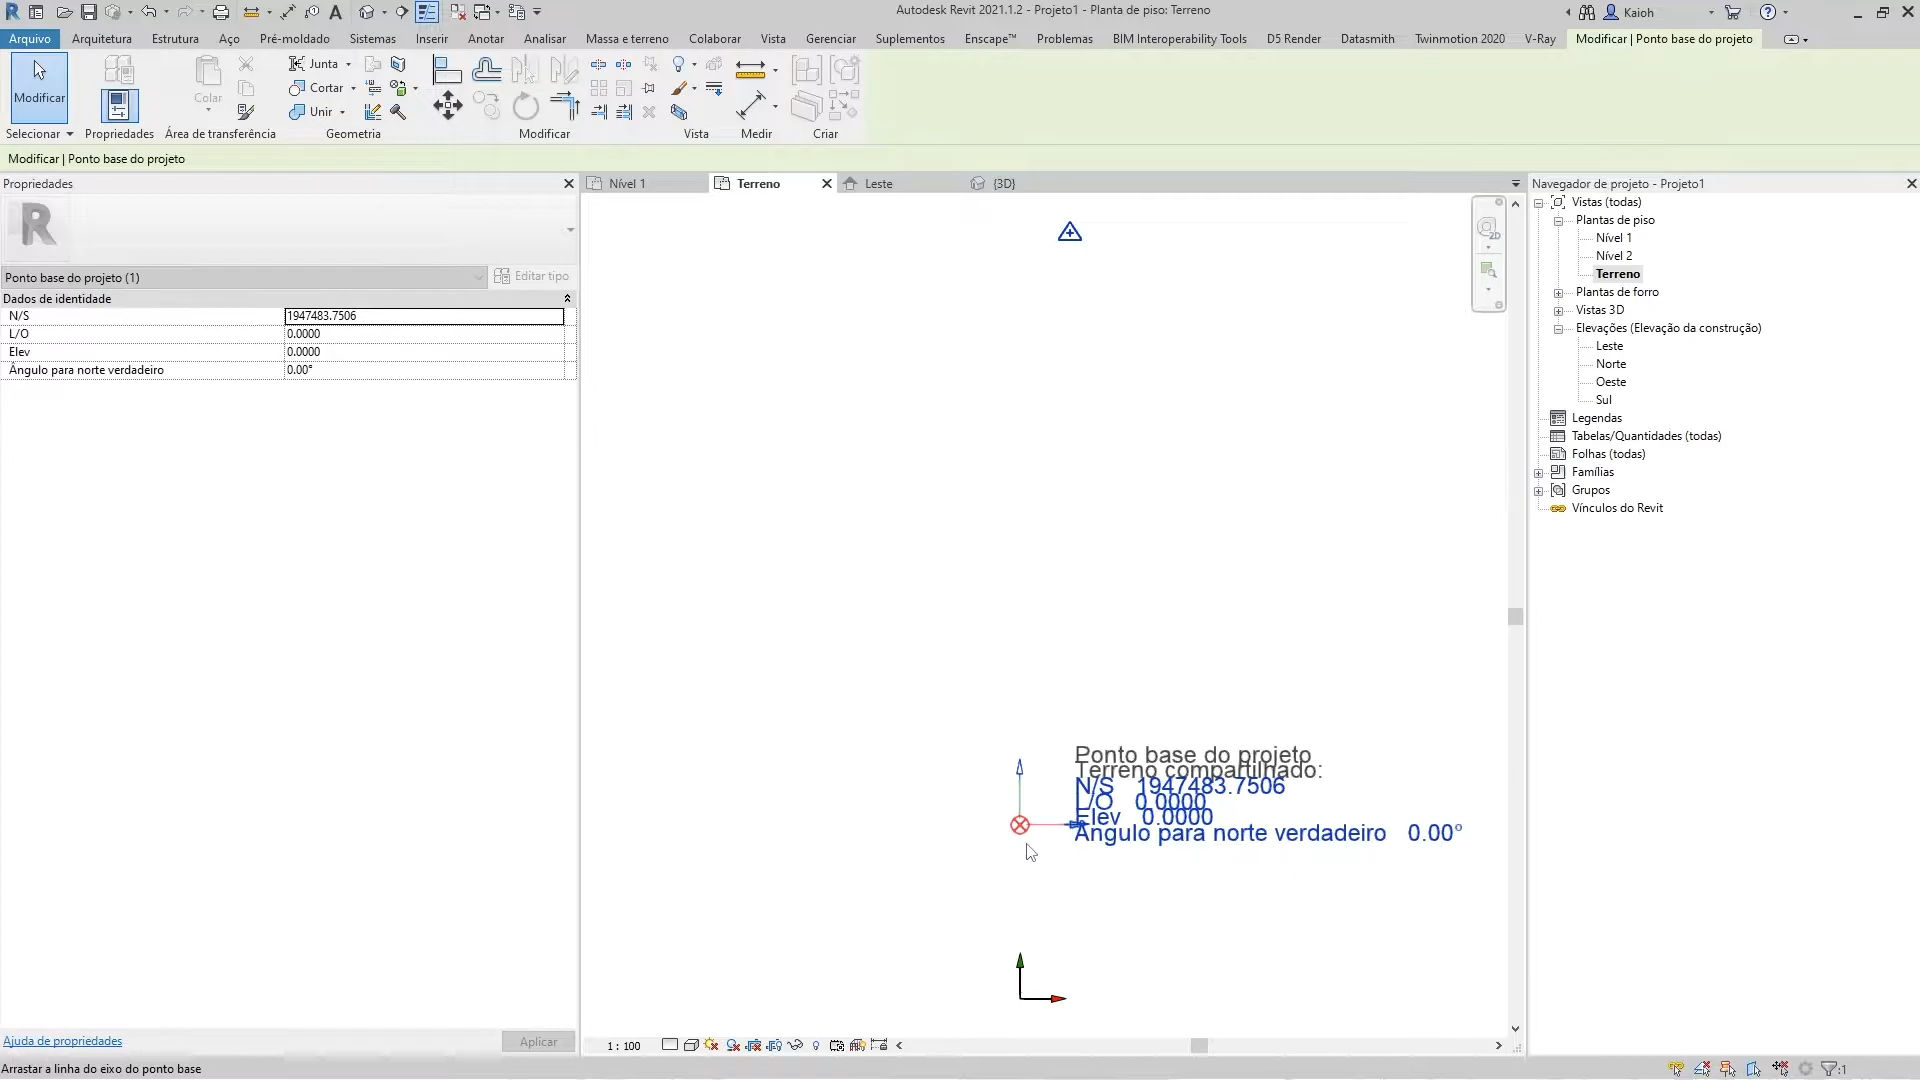 Autodesk Revit 2021.1.2 - Projeto1 - Planta de piso: Terreno
Kaioh
Arquivo Arquitetura Estrutura Aço Pré-moldado Sistemas Inserir Anotar Analisar Massa e terreno Colaborar Vista Gerenciar Suplementos Enscape™ Problemas BIM Interoperability Tools D5 Render Datasmith Twinmotion 2020 V-Ray Modificar | Ponto base do projeto
Modificar
Colar
Junta
Cortar
Unir
Selecionar Propriedades Área de transferência Geometria Modificar Vista Medir Criar
Modificar | Ponto base do projeto
Propriedades
R
Ponto base do projeto (1)
Editar tipo
Dados de identidade
N/S 1947483.7506
L/O 0.0000
Elev 0.0000
Ângulo para norte verdadeiro 0.00°
Ajuda de propriedades
Aplicar
Arrastar a linha do eixo do ponto base
Nível 1 Terreno Leste {3D}
2D
Ponto base do projeto
Terreno compartilhado:
N/S 1947483.7506
L/O 0.0000
Elev 0.0000
Ângulo para norte verdadeiro 0.00°
1 : 100
Navegador de projeto - Projeto1
Vistas (todas)
Plantas de piso
Nível 1
Nível 2
Terreno
Plantas de forro
Vistas 3D
Elevações (Elevação da construção)
Leste
Norte
Oeste
Sul
Legendas
Tabelas/Quantidades (todas)
Folhas (todas)
Famílias
Grupos
Vínculos do Revit
:1